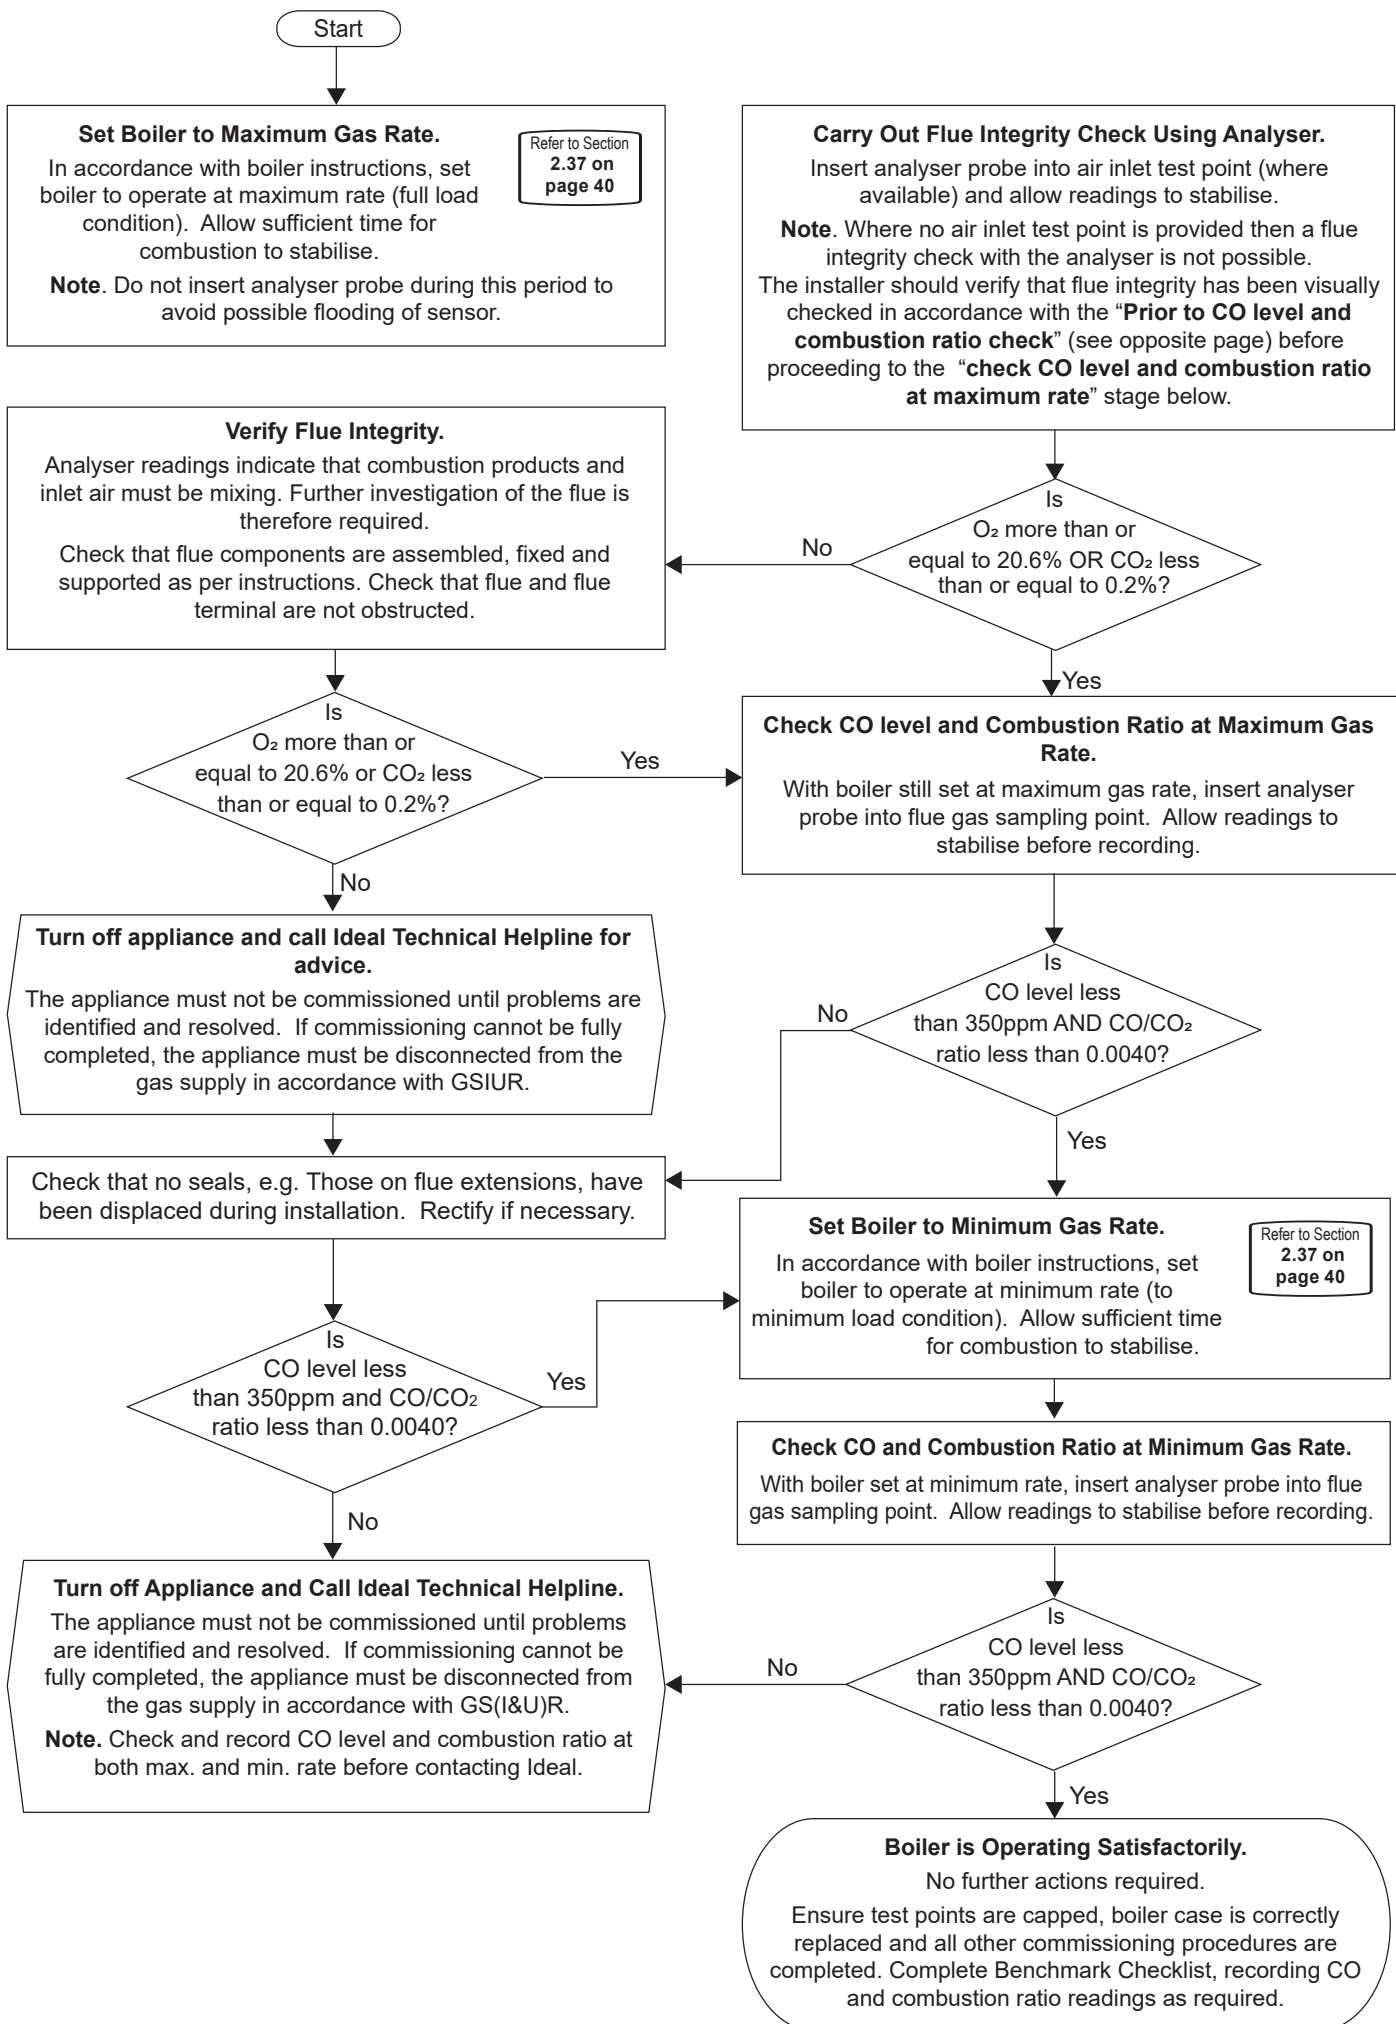 Start
Set Boiler to Maximum Gas Rate.
In accordance with boiler instructions, set
boiler to operate at maximum rate (full load
condition). Allow sufficient time for
combustion to stabilise.
Note. Do not insert analyser probe during this period to
avoid possible flooding of sensor.
Refer to Section
2.37 on
page 40
Carry Out Flue Integrity Check Using Analyser.
Insert analyser probe into air inlet test point (where
available) and allow readings to stabilise.
Note. Where no air inlet test point is provided then a flue
integrity check with the analyser is not possible.
The installer should verify that flue integrity has been visually
checked in accordance with the “Prior to CO level and
combustion ratio check” (see opposite page) before
proceeding to the “check CO level and combustion ratio
at maximum rate” stage below.
Is
O₂ more than or
equal to 20.6% OR CO₂ less
than or equal to 0.2%?
No
Yes
Verify Flue Integrity.
Analyser readings indicate that combustion products and
inlet air must be mixing. Further investigation of the flue is
therefore required.
Check that flue components are assembled, fixed and
supported as per instructions. Check that flue and flue
terminal are not obstructed.
Is
O₂ more than or
equal to 20.6% or CO₂ less
than or equal to 0.2%?
Yes
No
Check CO level and Combustion Ratio at Maximum Gas
Rate.
With boiler still set at maximum gas rate, insert analyser
probe into flue gas sampling point. Allow readings to
stabilise before recording.
Turn off appliance and call Ideal Technical Helpline for
advice.
The appliance must not be commissioned until problems are
identified and resolved. If commissioning cannot be fully
completed, the appliance must be disconnected from the
gas supply in accordance with GSIUR.
Is
CO level less
than 350ppm AND CO/CO₂
ratio less than 0.0040?
No
Yes
Check that no seals, e.g. Those on flue extensions, have
been displaced during installation. Rectify if necessary.
Set Boiler to Minimum Gas Rate.
In accordance with boiler instructions, set
boiler to operate at minimum rate (to
minimum load condition). Allow sufficient time
for combustion to stabilise.
Refer to Section
2.37 on
page 40
Is
CO level less
than 350ppm and CO/CO₂
ratio less than 0.0040?
Yes
No
Check CO and Combustion Ratio at Minimum Gas Rate.
With boiler set at minimum rate, insert analyser probe into flue
gas sampling point. Allow readings to stabilise before recording.
Turn off Appliance and Call Ideal Technical Helpline.
The appliance must not be commissioned until problems
are identified and resolved. If commissioning cannot be
fully completed, the appliance must be disconnected from
the gas supply in accordance with GS(I&U)R.
Note. Check and record CO level and combustion ratio at
both max. and min. rate before contacting Ideal.
Is
CO level less
than 350ppm AND CO/CO₂
ratio less than 0.0040?
No
Yes
Boiler is Operating Satisfactorily.
No further actions required.
Ensure test points are capped, boiler case is correctly
replaced and all other commissioning procedures are
completed. Complete Benchmark Checklist, recording CO
and combustion ratio readings as required.